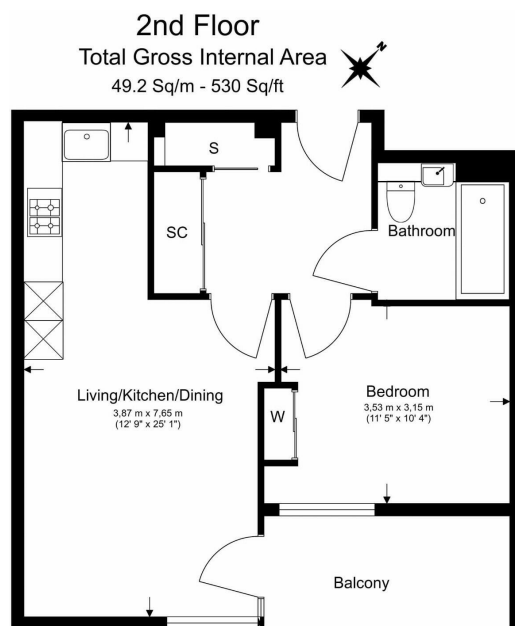 2nd Floor
Total Gross Internal Area
49.2 Sq/m - 530 Sq/ft
N
S
SC
Bathroom
Living/Kitchen/Dining
3,87 m x 7,65 m
(12' 9" x 25' 1")
Bedroom
3,53 m x 3,15 m
(11' 5" x 10' 4")
W
Balcony